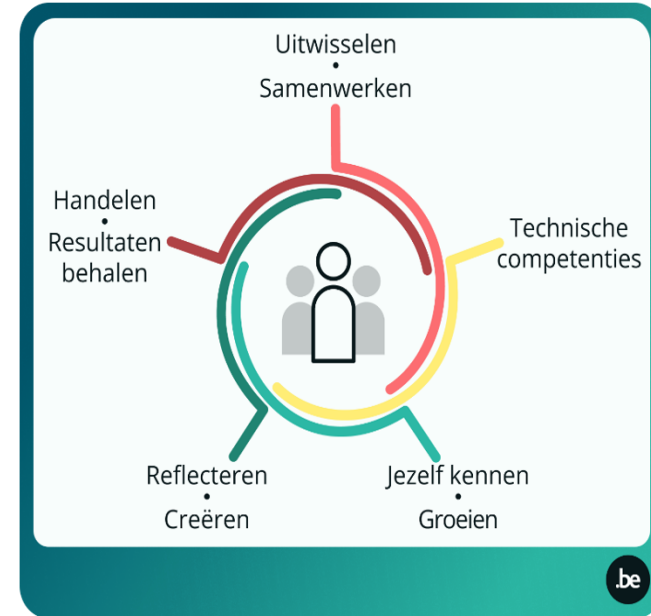 Uitwisselen
•
Samenwerken
Handelen
•
Resultaten
behalen
Technische
competenties
Reflecteren
•
Creëren
Jezelf kennen
•
Groeien
.be